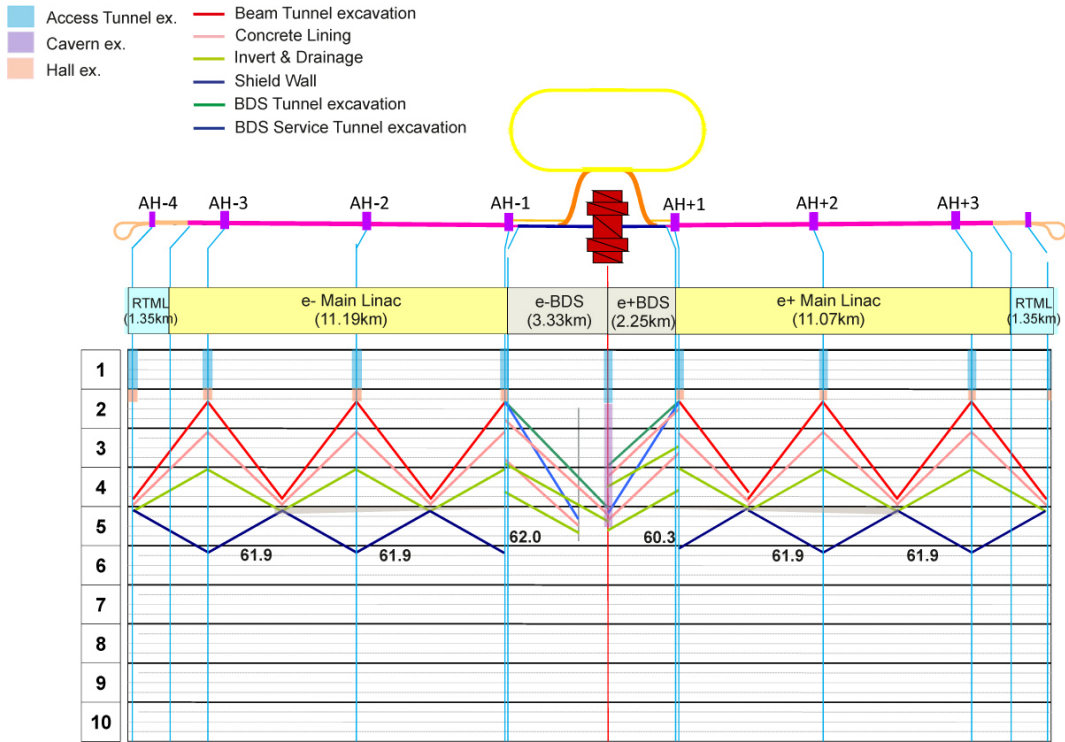 Access Tunnel ex.
Cavern ex.
Hall ex.
Beam Tunnel excavation
Concrete Lining
Invert & Drainage
Shield Wall
BDS Tunnel excavation
BDS Service Tunnel excavation
AH-4
AH-3
AH-2
AH-1
AH+1
AH+2
AH+3
RTML
(1.35km)
e- Main Linac
(11.19km)
e-BDS
(3.33km)
e+BDS
(2.25km)
e+ Main Linac
(11.07km)
RTML
(1.35km)
1
2
3
4
5
6
7
8
9
10
61.9
61.9
62.0
60.3
61.9
61.9